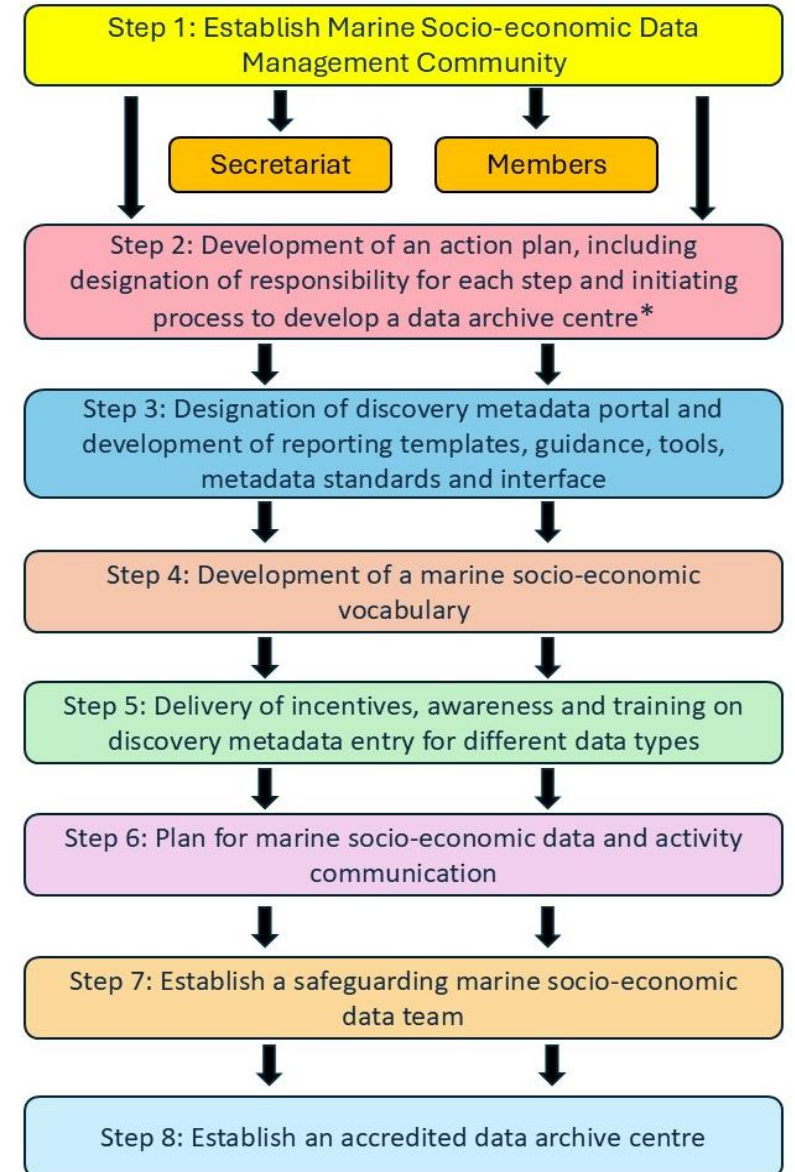 Step 1: Establish Marine Socio-economic Data
Management Community
Secretariat
Members
Step 2: Development of an action plan, including
designation of responsibility for each step and initiating
process to develop a data archive centre*
Step 3: Designation of discovery metadata portal and
development of reporting templates, guidance, tools,
metadata standards and interface
Step 4: Development of a marine socio-economic
vocabulary
Step 5: Delivery of incentives, awareness and training on
discovery metadata entry for different data types
Step 6: Plan for marine socio-economic data and activity
communication
Step 7: Establish a safeguarding marine socio-economic
data team
Step 8: Establish an accredited data archive centre